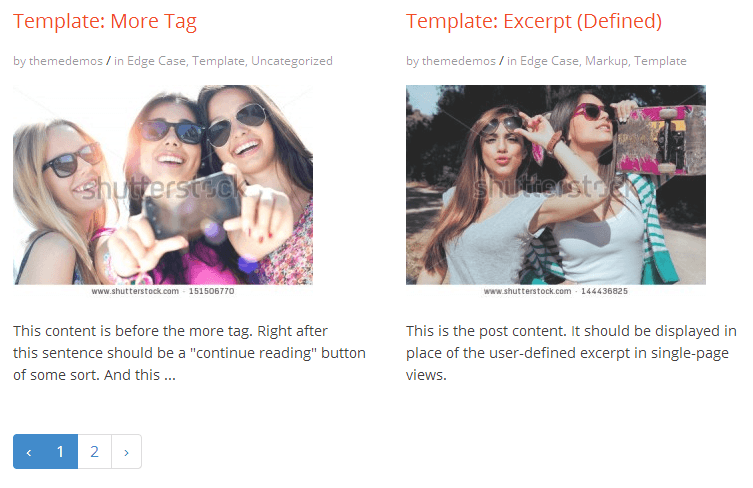 Template: More Tag
by themedemos / in Edge Case, Template, Uncategorized
shutterstock
www.shutterstock.com · 151506770
This content is before the more tag. Right after
this sentence should be a "continue reading" button
of some sort. And this ...
Template: Excerpt (Defined)
by themedemos / in Edge Case, Markup, Template
shutterstock
www.shutterstock.com · 144436825
This is the post content. It should be displayed in
place of the user-defined excerpt in single-page
views.
‹ 1 2 ›